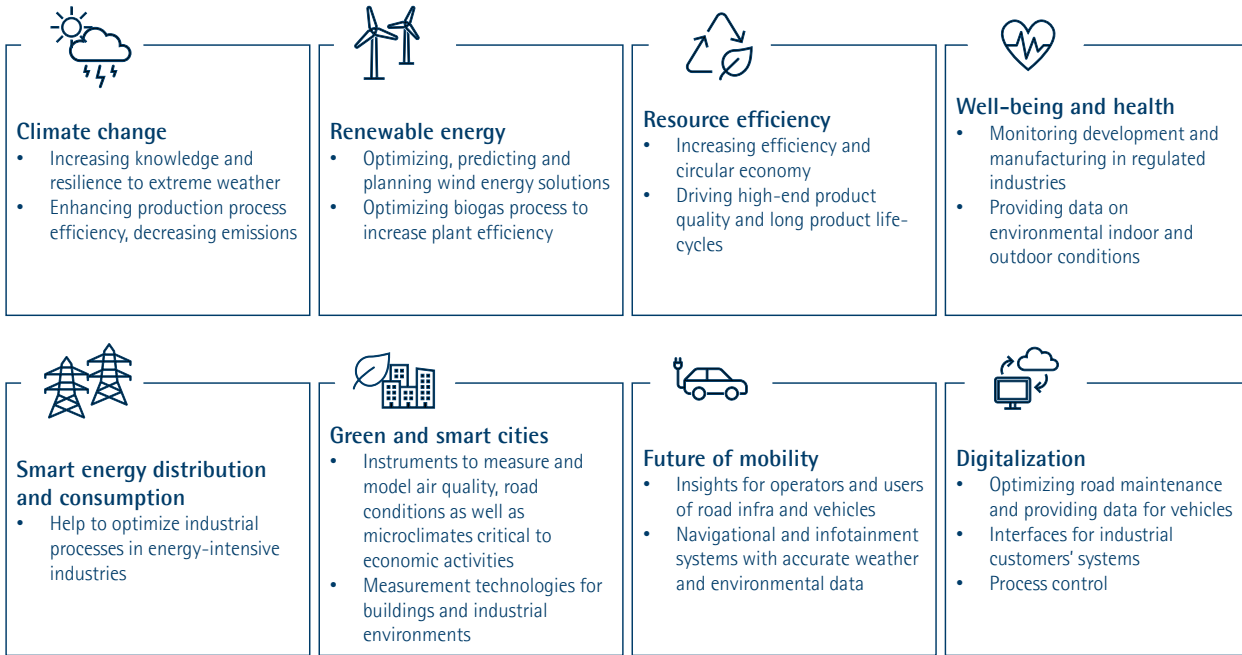 Climate change
• Increasing knowledge and
resilience to extreme weather
• Enhancing production process
efficiency, decreasing emissions
Renewable energy
• Optimizing, predicting and
planning wind energy solutions
• Optimizing biogas process to
increase plant efficiency
Resource efficiency
• Increasing efficiency and
circular economy
• Driving high-end product
quality and long product life-
cycles
Well-being and health
• Monitoring development and
manufacturing in regulated
industries
• Providing data on
environmental indoor and
outdoor conditions
Smart energy distribution
and consumption
• Help to optimize industrial
processes in energy-intensive
industries
Green and smart cities
• Instruments to measure and
model air quality, road
conditions as well as
microclimates critical to
economic activities
• Measurement technologies for
buildings and industrial
environments
Future of mobility
• Insights for operators and users
of road infra and vehicles
• Navigational and infotainment
systems with accurate weather
and environmental data
Digitalization
• Optimizing road maintenance
and providing data for vehicles
• Interfaces for industrial
customers' systems
• Process control